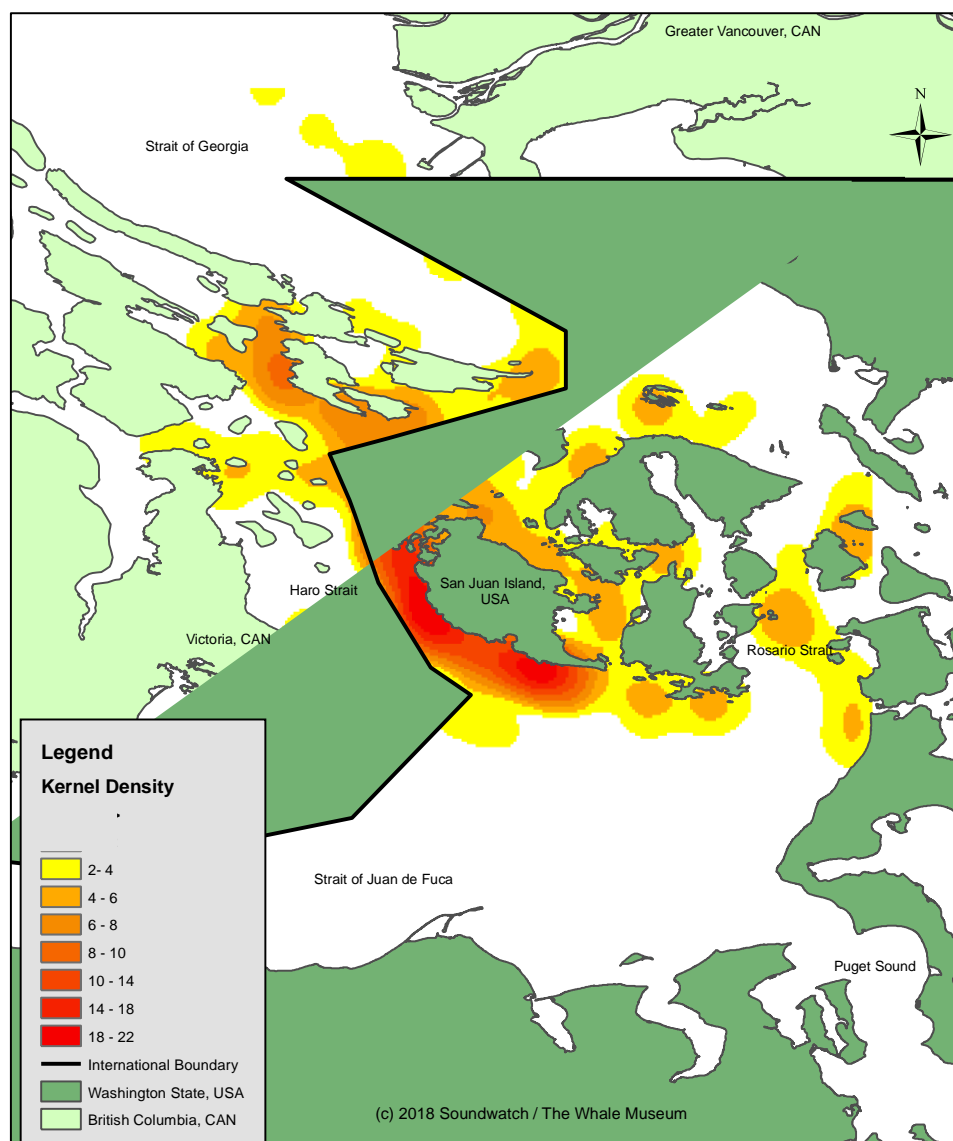 Greater Vancouver, CAN
N
Strait of Georgia
San Juan Island,
USA
Haro Strait
Victoria, CAN
Rosario Strait
Legend
Kernel Density
2- 4
4 - 6
6 - 8
8 - 10
10 - 14
14 - 18
18 - 22
International Boundary
Washington State, USA
British Columbia, CAN
Strait of Juan de Fuca
Puget Sound
(c) 2018 Soundwatch / The Whale Museum